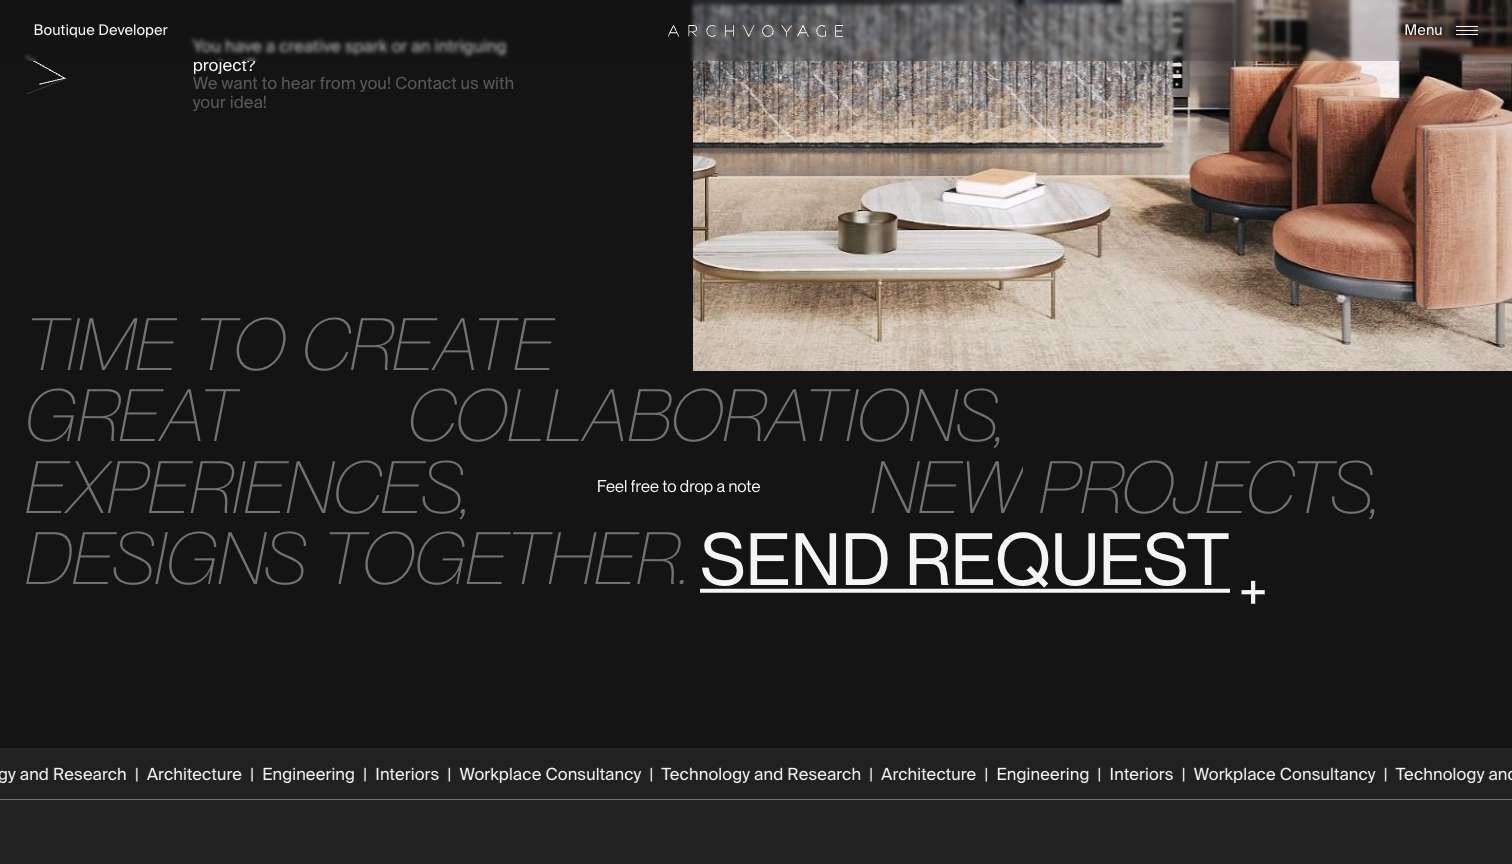 Boutique Developer
ARCHVOYAGE
Menu
You have a creative spark or an intriguing
project?
We want to hear from you! Contact us with
your idea!
TIME TO CREATE
GREAT COLLABORATIONS,
EXPERIENCES, Feel free to drop a note NEW PROJECTS,
DESIGNS TOGETHER. SEND REQUEST +
gy and Research | Architecture | Engineering | Interiors | Workplace Consultancy | Technology and Research | Architecture | Engineering | Interiors | Workplace Consultancy | Technology and